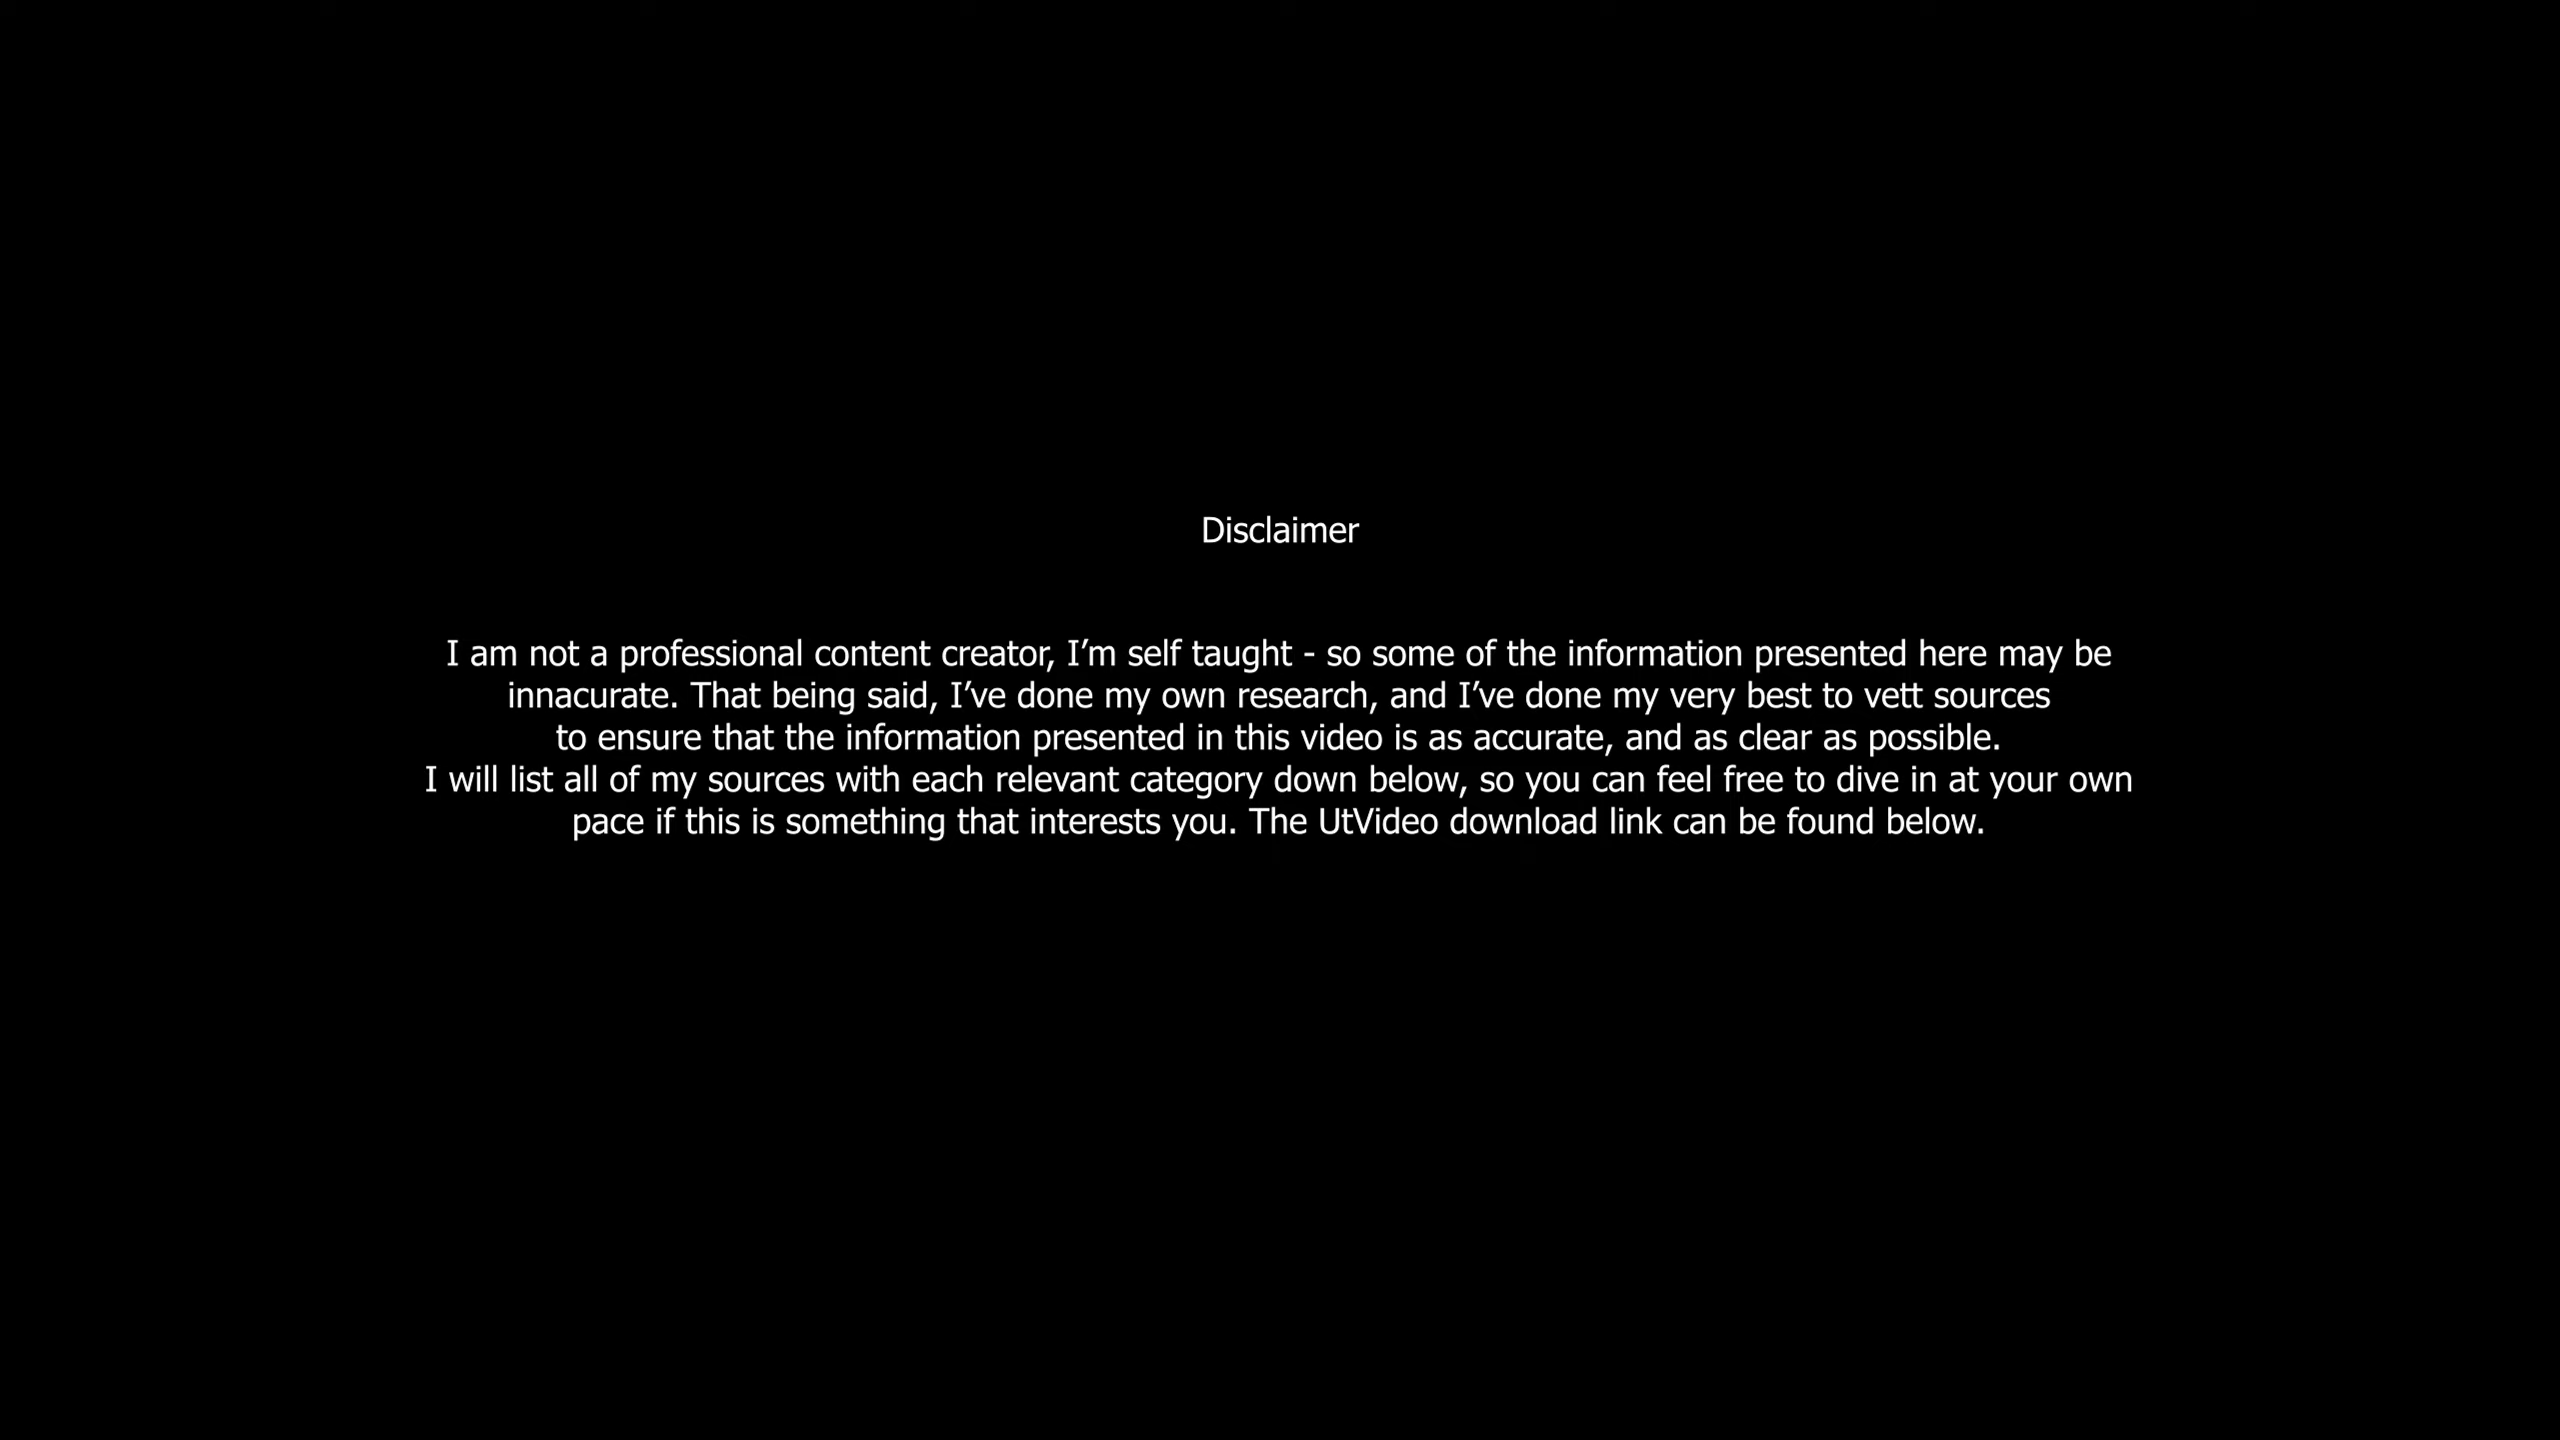 Disclaimer
I am not a professional content creator, I’m self taught - so some of the information presented here may be
innacurate. That being said, I’ve done my own research, and I’ve done my very best to vett sources
to ensure that the information presented in this video is as accurate, and as clear as possible.
I will list all of my sources with each relevant category down below, so you can feel free to dive in at your own
pace if this is something that interests you. The UtVideo download link can be found below.